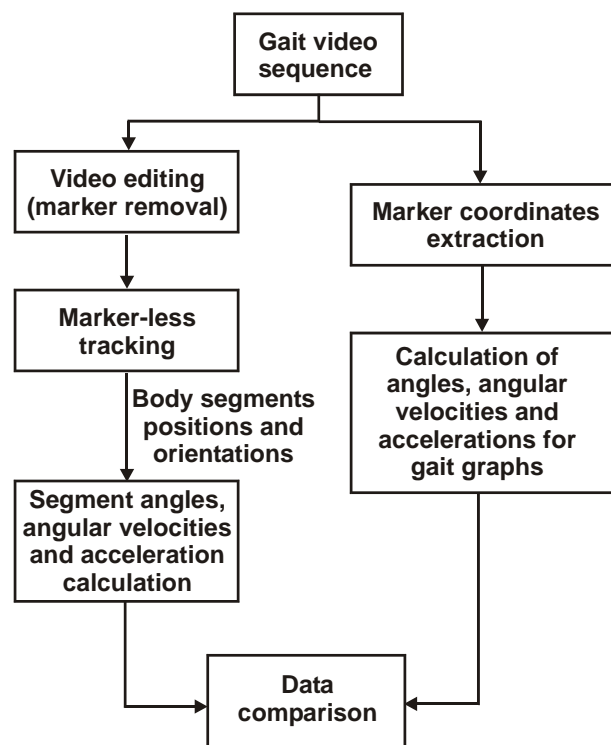 Gait video
sequence
Video editing
(marker removal)
Marker coordinates
extraction
Marker-less
tracking
Calculation of
angles, angular
velocities and
accelerations for
gait graphs
Body segments
positions and
orientations
Segment angles,
angular velocities
and acceleration
calculation
Data
comparison